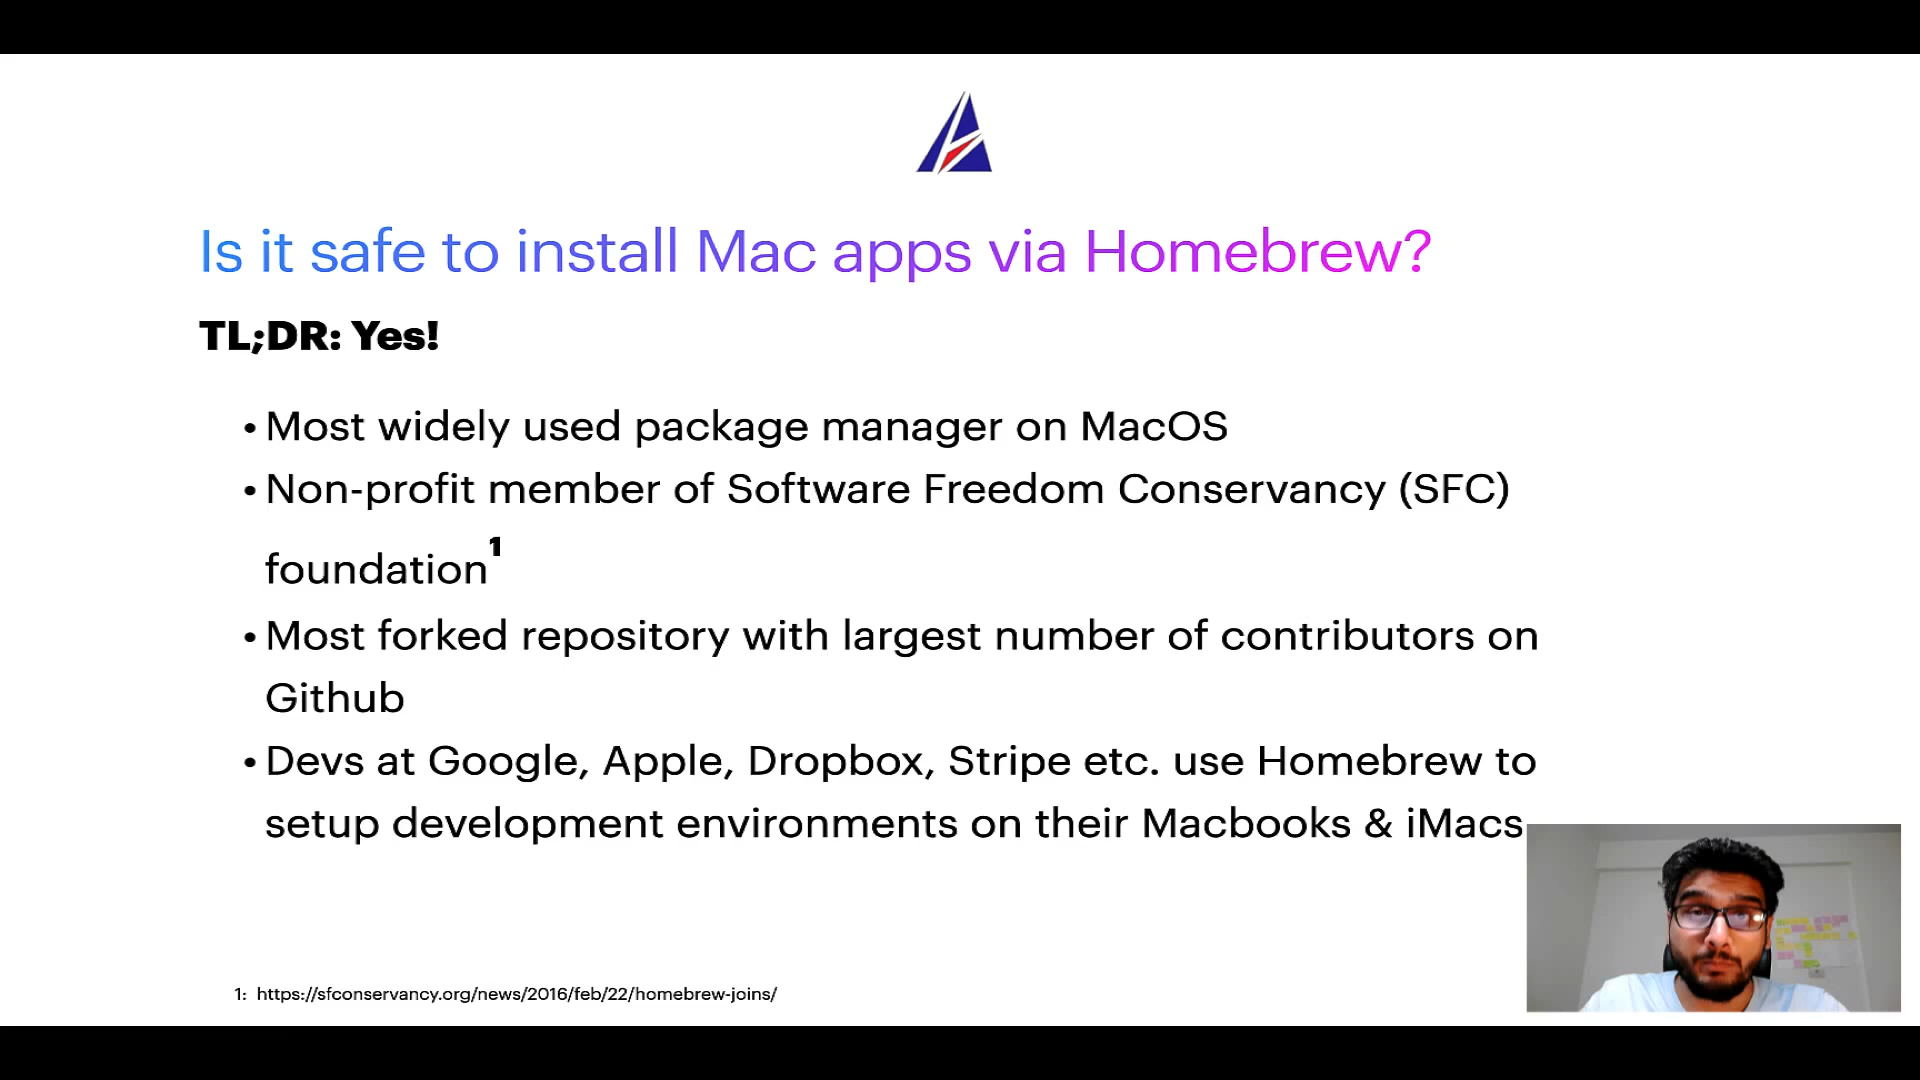 Is it safe to install Mac apps via Homebrew?
TL;DR: Yes!
• Most widely used package manager on MacOS
• Non-profit member of Software Freedom Conservancy (SFC)
foundation1
• Most forked repository with largest number of contributors on
Github
• Devs at Google, Apple, Dropbox, Stripe etc. use Homebrew to
setup development environments on their Macbooks & iMacs
1: https://sfconservancy.org/news/2016/feb/22/homebrew-joins/